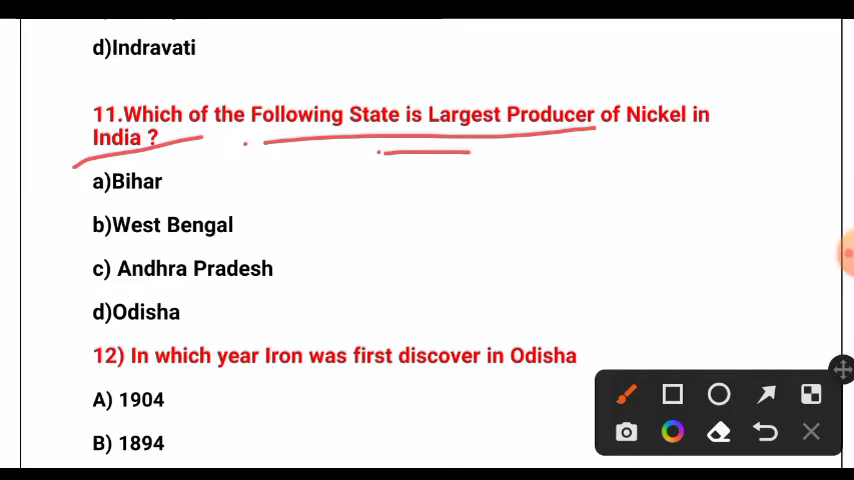 d)Indravati
11.Which of the Following State is Largest Producer of Nickel in
India ?
a)Bihar
b)West Bengal
c) Andhra Pradesh
d)Odisha
12) In which year Iron was first discover in Odisha
A) 1904
B) 1894